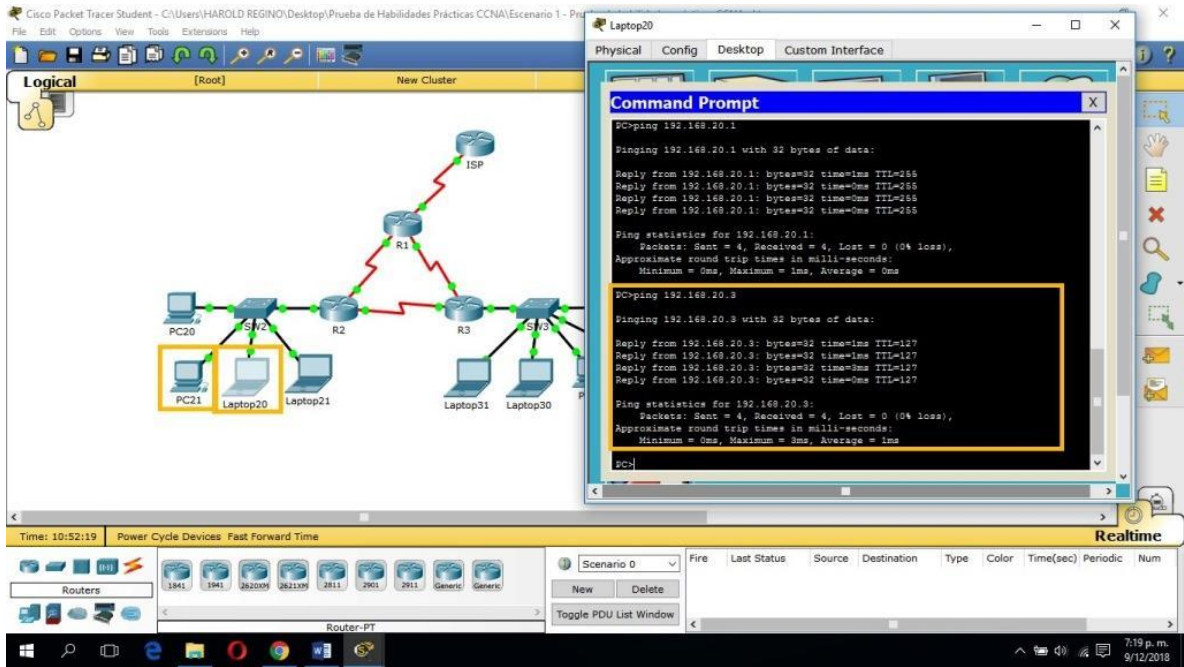 Cisco Packet Tracer Student - C:\Users\HAROLD REGINO\Desktop\Prueba de Habilidades Prácticas CCNA\Escenario 1 - Pru
File Edit Options View Tools Extensions Help
Logical
[Root]
New Cluster
ISP
R1
PC20
SW2
R2
R3
SW3
PC21
Laptop20
Laptop21
Laptop31
Laptop30
P
Laptop20
Physical Config Desktop Custom Interface
Command Prompt
X
PC>ping 192.168.20.1
Pinging 192.168.20.1 with 32 bytes of data:
Reply from 192.168.20.1: bytes=32 time=1ms TTL=255
Reply from 192.168.20.1: bytes=32 time=0ms TTL=255
Reply from 192.168.20.1: bytes=32 time=0ms TTL=255
Reply from 192.168.20.1: bytes=32 time=0ms TTL=255
Ping statistics for 192.168.20.1:
Packets: Sent = 4, Received = 4, Lost = 0 (0% loss),
Approximate round trip times in milli-seconds:
Minimum = 0ms, Maximum = 1ms, Average = 0ms
PC>ping 192.168.20.3
Pinging 192.168.20.3 with 32 bytes of data:
Reply from 192.168.20.3: bytes=32 time=1ms TTL=127
Reply from 192.168.20.3: bytes=32 time=1ms TTL=127
Reply from 192.168.20.3: bytes=32 time=3ms TTL=127
Reply from 192.168.20.3: bytes=32 time=0ms TTL=127
Ping statistics for 192.168.20.3:
Packets: Sent = 4, Received = 4, Lost = 0 (0% loss),
Approximate round trip times in milli-seconds:
Minimum = 0ms, Maximum = 3ms, Average = 1ms
PC>
Time: 10:52:19 Power Cycle Devices Fast Forward Time
Realtime
Routers
1841 1941 2620XM 2621XM 2811 2901 2911 Generic Generic
Router-PT
Scenario 0
New Delete
Toggle PDU List Window
Fire Last Status Source Destination Type Color Time(sec) Periodic Num
7:19 p. m.
9/12/2018